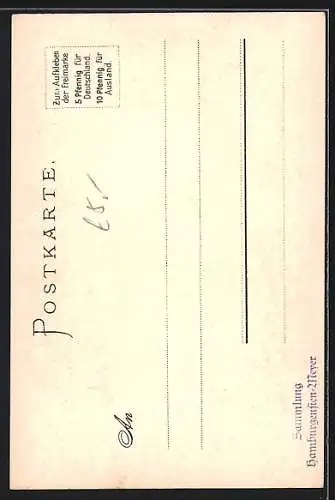 POSTKARTE.
Zum Aufkleben
der Freimarke
5 Pfennig für
Deutschland.
10 Pfennig für
Ausland.
An
Sammlung
Hamburgensien-Meyer